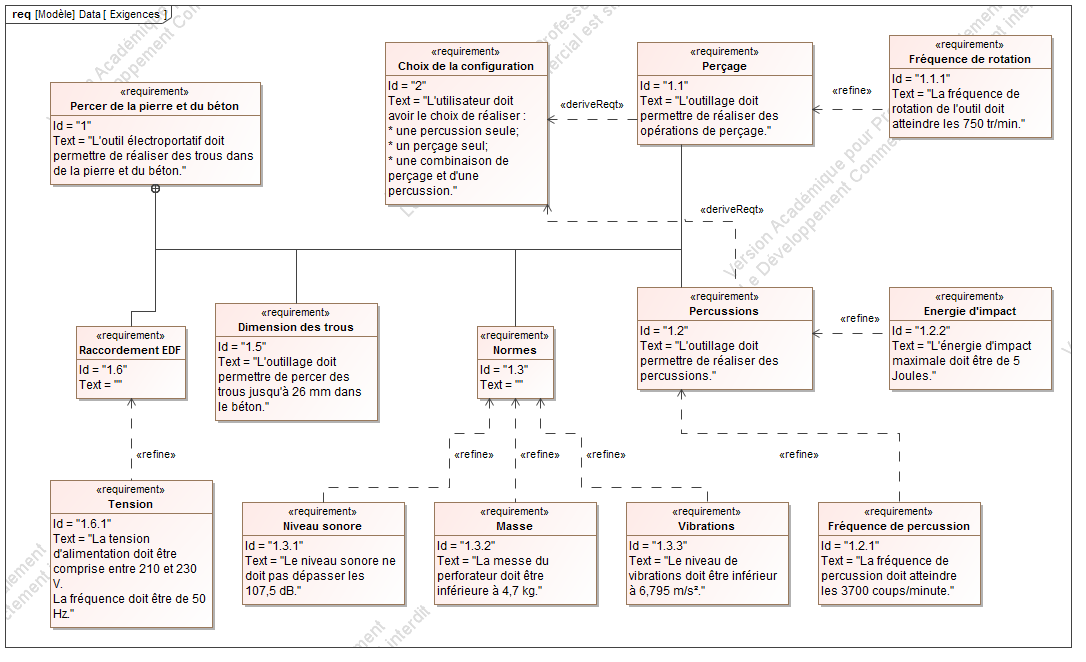 req [Modèle] Data [ Exigences ]
«requirement»
Percer de la pierre et du béton
Id = "1"
Text = "L'outil électroportatif doit
permettre de réaliser des trous dans
de la pierre et du béton."
«requirement»
Choix de la configuration
Id = "2"
Text = "L'utilisateur doit
avoir le choix de réaliser :
* une percussion seule;
* un perçage seul;
* une combinaison de
perçage et d'une
percussion."
«deriveReqt»
«requirement»
Perçage
Id = "1.1"
Text = "L'outillage doit
permettre de réaliser des
opérations de perçage."
«refine»
«requirement»
Fréquence de rotation
Id = "1.1.1"
Text = "La fréquence de
rotation de l'outil doit
atteindre les 750 tr/min."
«deriveReqt»
«requirement»
Raccordement EDF
Id = "1.6"
Text = ""
«requirement»
Dimension des trous
Id = "1.5"
Text = "L'outillage doit
permettre de percer des
trous jusqu'à 26 mm dans
le béton."
«requirement»
Normes
Id = "1.3"
Text = ""
«requirement»
Percussions
Id = "1.2"
Text = "L'outillage doit
permettre de réaliser des
percussions."
«refine»
«requirement»
Energie d'impact
Id = "1.2.2"
Text = "L'énergie d'impact
maximale doit être de 5
Joules."
«refine»
«refine»
«refine»
«refine»
«refine»
«requirement»
Tension
Id = "1.6.1"
Text = "La tension
d'alimentation doit être
comprise entre 210 et 230
V.
La fréquence doit être de 50
Hz."
«requirement»
Niveau sonore
Id = "1.3.1"
Text = "Le niveau sonore ne
doit pas dépasser les
107,5 dB."
«requirement»
Masse
Id = "1.3.2"
Text = "La messe du
perforateur doit être
inférieure à 4,7 kg."
«requirement»
Vibrations
Id = "1.3.3"
Text = "Le niveau de
vibrations doit être inférieur
à 6,795 m/s²."
«requirement»
Fréquence de percussion
Id = "1.2.1"
Text = "La fréquence de
percussion doit atteindre
les 3700 coups/minute."
Version Académique pour Pr
Le Développement Comme